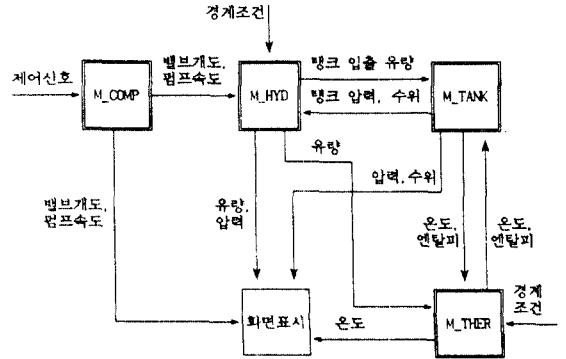 경계조건
제어신호
M_COMP
밸브개도,
펌프속도
M_HYD
탱크 입출 유량
탱크 압력, 수위
M_TANK
유량
압력, 수위
밸브개도,
펌프속도
유량,
압력
온도,
엔탈피
온도,
엔탈피
화면표시
온도
M_THER
경계
조건